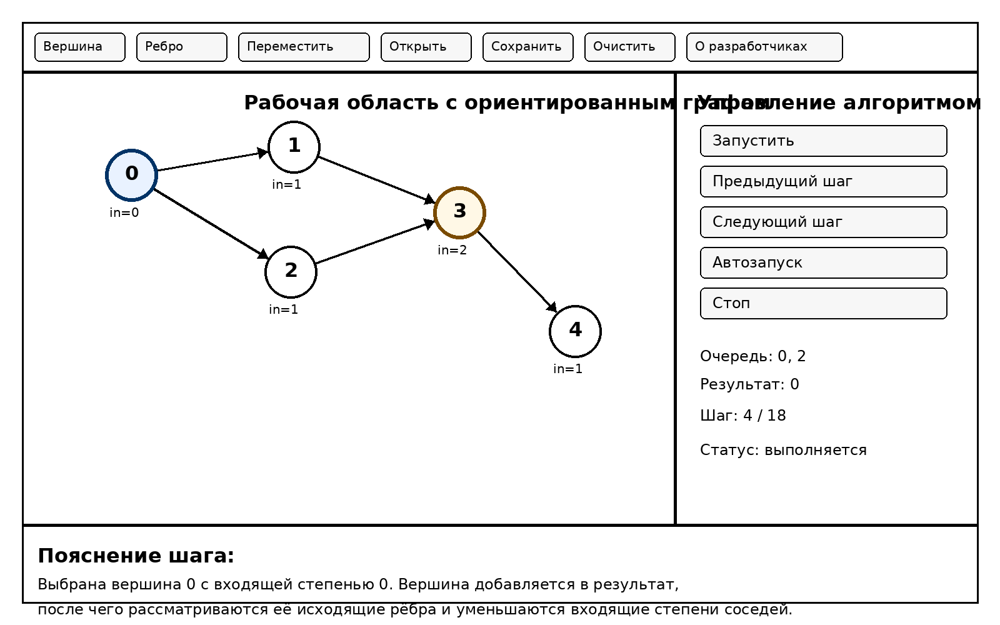 Вершина Ребро Переместить Открыть Сохранить Очистить О разработчиках
Рабочая область с ориентированным графом
Управление алгоритмом
0
in=0
1
in=1
2
in=1
3
in=2
4
in=1
Запустить
Предыдущий шаг
Следующий шаг
Автозапуск
Стоп
Очередь: 0, 2
Результат: 0
Шаг: 4 / 18
Статус: выполняется
Пояснение шага:
Выбрана вершина 0 с входящей степенью 0. Вершина добавляется в результат,
после чего рассматриваются её исходящие рёбра и уменьшаются входящие степени соседей.